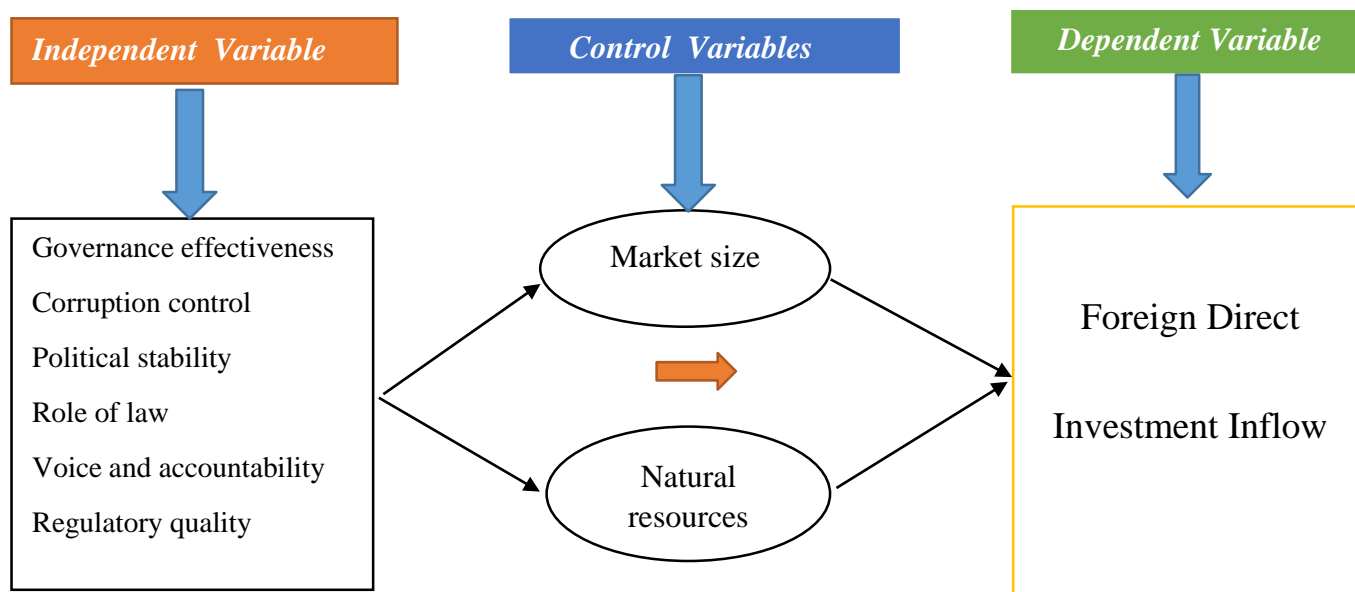 Independent Variable
Control Variables
Dependent Variable
Governance effectiveness
Corruption control
Political stability
Role of law
Voice and accountability
Regulatory quality
Market size
Natural
resources
Foreign Direct
Investment Inflow